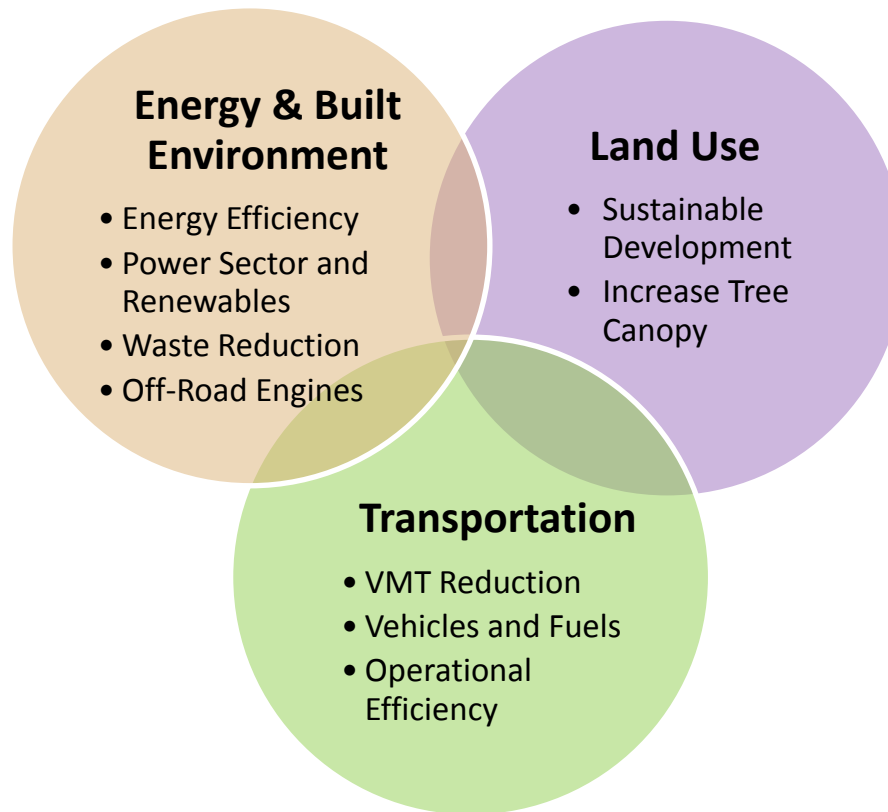 Energy & Built
Environment
• Energy Efficiency
• Power Sector and
Renewables
• Waste Reduction
• Off-Road Engines
Land Use
• Sustainable
Development
• Increase Tree
Canopy
Transportation
• VMT Reduction
• Vehicles and Fuels
• Operational
Efficiency